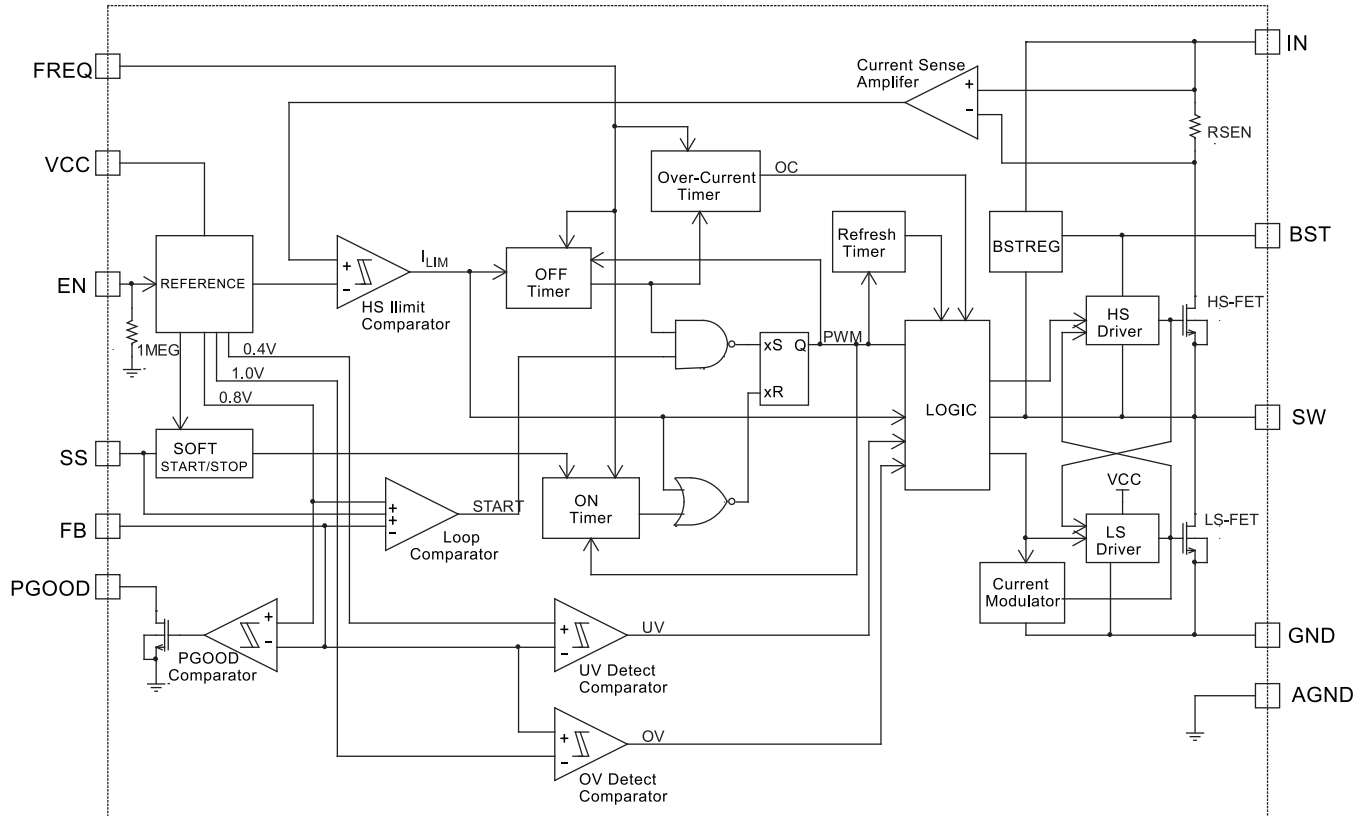 IN
FREQ
Current Sense
Amplifer
+
-
RSEN
VCC
Over-Current
Timer
OC
Refresh
Timer
BSTREG
BST
EN
REFERENCE
+
-
ILIM
HS Ilimit
Comparator
OFF
Timer
HS
Driver
HS-FET
1MEG
0.4V
1.0V
0.8V
xS Q
xR
PWM
LOGIC
SW
SS
SOFT
START/STOP
+
+
-
START
Loop
Comparator
ON
Timer
VCC
LS
Driver
LS-FET
FB
PGOOD
Current
Modulator
+
-
PGOOD
Comparator
+
-
UV
UV Detect
Comparator
GND
AGND
+
-
OV
OV Detect
Comparator